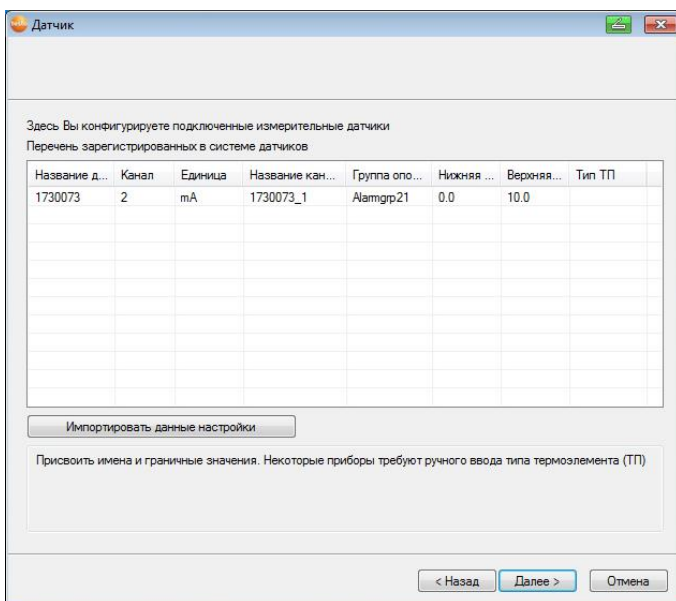 Датчик
Здесь Вы конфигурируете подключенные измерительные датчики
Перечень зарегистрированных в системе датчиков
Название д... Канал Единица Название кан... Группа опо... Нижняя ... Верхняя... Тип ТП
1730073 2 mA 1730073_1 Alarmgrp21 0.0 10.0
Импортировать данные настройки
Присвоить имена и граничные значения. Некоторые приборы требуют ручного ввода типа термоэлемента (ТП)
< Назад Далее > Отмена